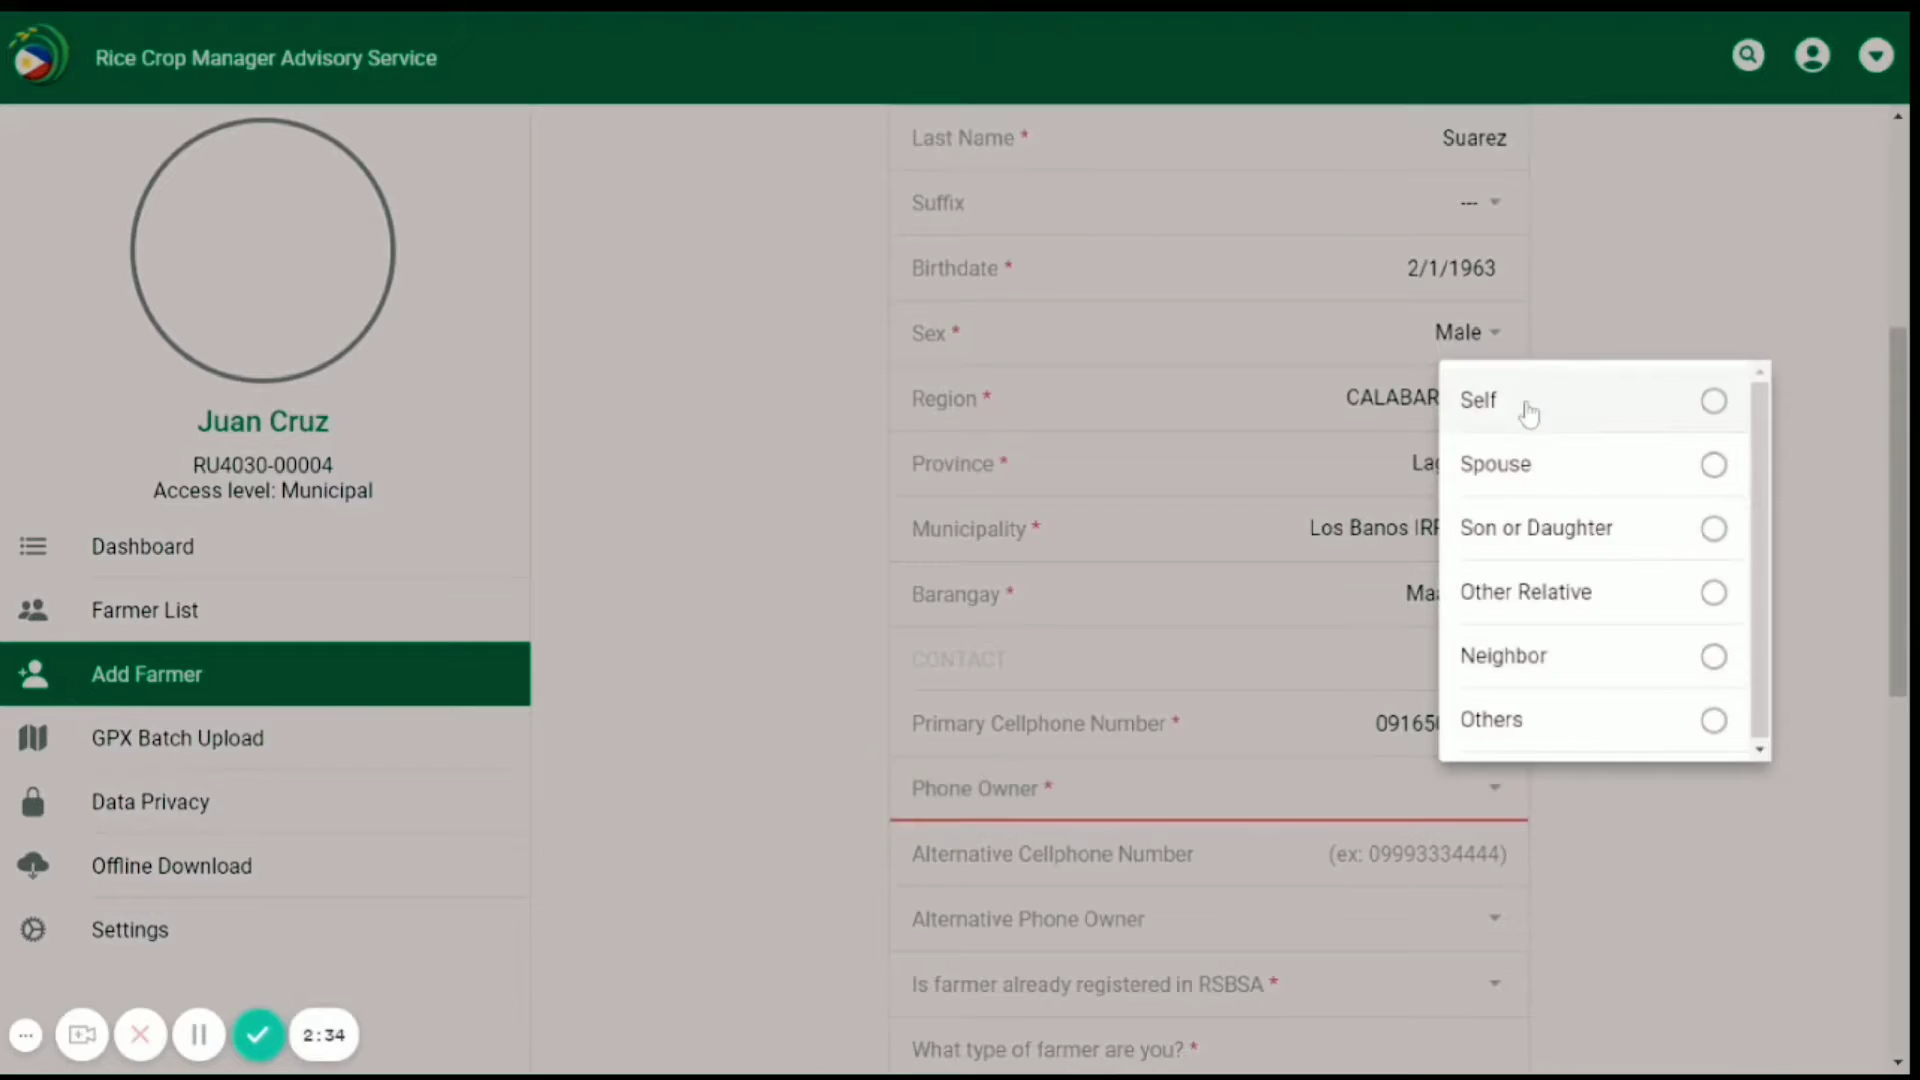 Rice Crop Manager Advisory Service
Juan Cruz
RU4030-00004
Access level: Municipal
Dashboard
Farmer List
Add Farmer
GPX Batch Upload
Data Privacy
Offline Download
Settings
2:34
Last Name * Suarez
Suffix ---
Birthdate * 2/1/1963
Sex * Male
Region * CALABAR
Province * Lag
Municipality * Los Banos IRR
Barangay * Maa
CONTACT
Primary Cellphone Number * 09165
Phone Owner *
Alternative Cellphone Number (ex: 09993334444)
Alternative Phone Owner
Is farmer already registered in RSBSA *
What type of farmer are you? *
Self
Spouse
Son or Daughter
Other Relative
Neighbor
Others